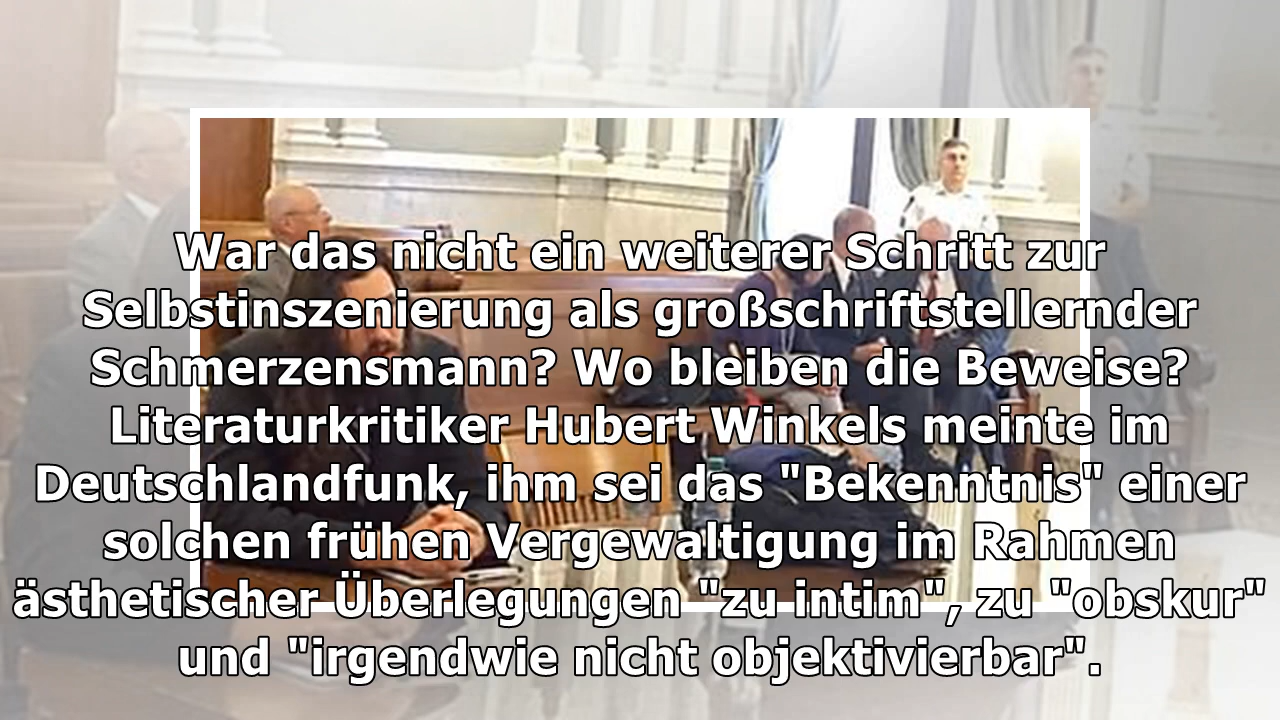 War das nicht ein weiterer Schritt zur
Selbstinszenierung als großschriftstellernder
Schmerzensmann? Wo bleiben die Beweise?
Literaturkritiker Hubert Winkels meinte im
Deutschlandfunk, ihm sei das "Bekenntnis" einer
solchen frühen Vergewaltigung im Rahmen
ästhetischer Überlegungen "zu intim", zu "obskur"
und "irgendwie nicht objektivierbar".